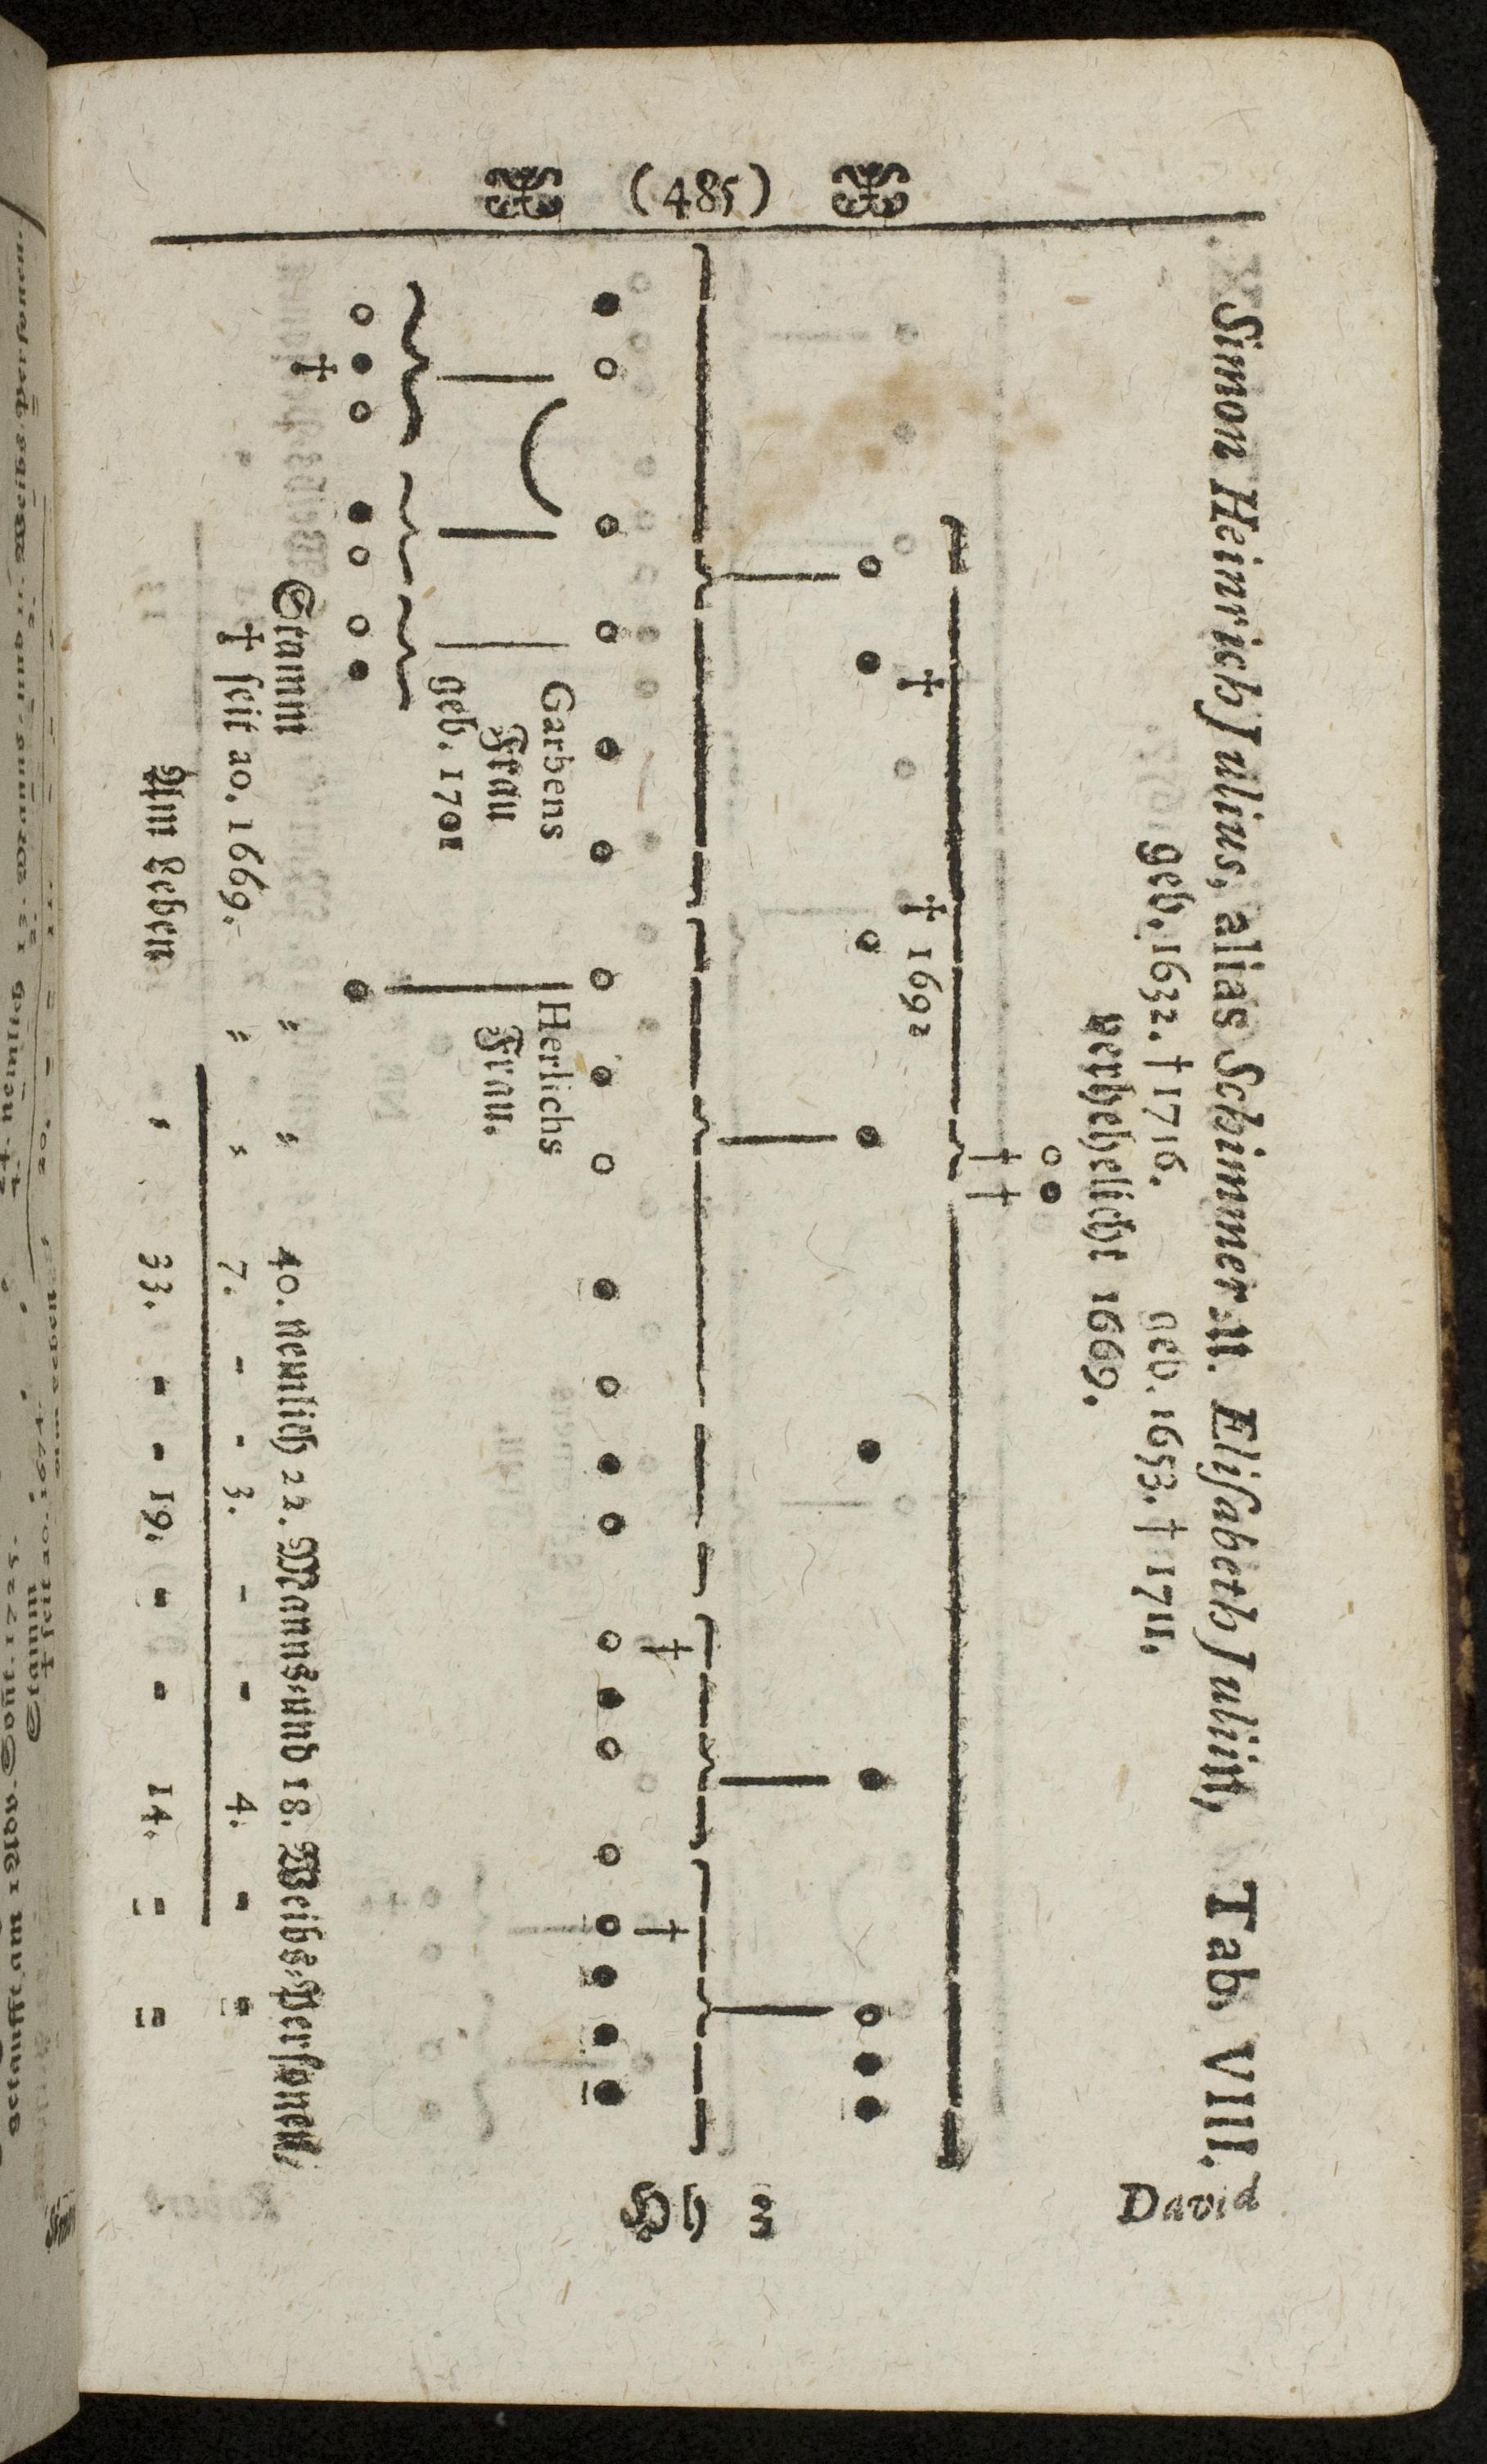 (485)
Simon Heinrich Julius, alias Schimmer u. Elisabeth Juliin, Tab. VIII.
geb. 1632. † 1716. geb. 1653. † 1711.
verhehelicht 1669.
† † 
† † 1692
† †
Garbens Herlichs
Frau Frau.
geb. 1701
†
Stamm 40. nemlich 22. Manns-und 18. Weibs-Personen/
† seit ao. 1669. 7. - - 3. - - 4. - =
Am Leben 33. - - 19. - - 14. = =
Hh 3
David